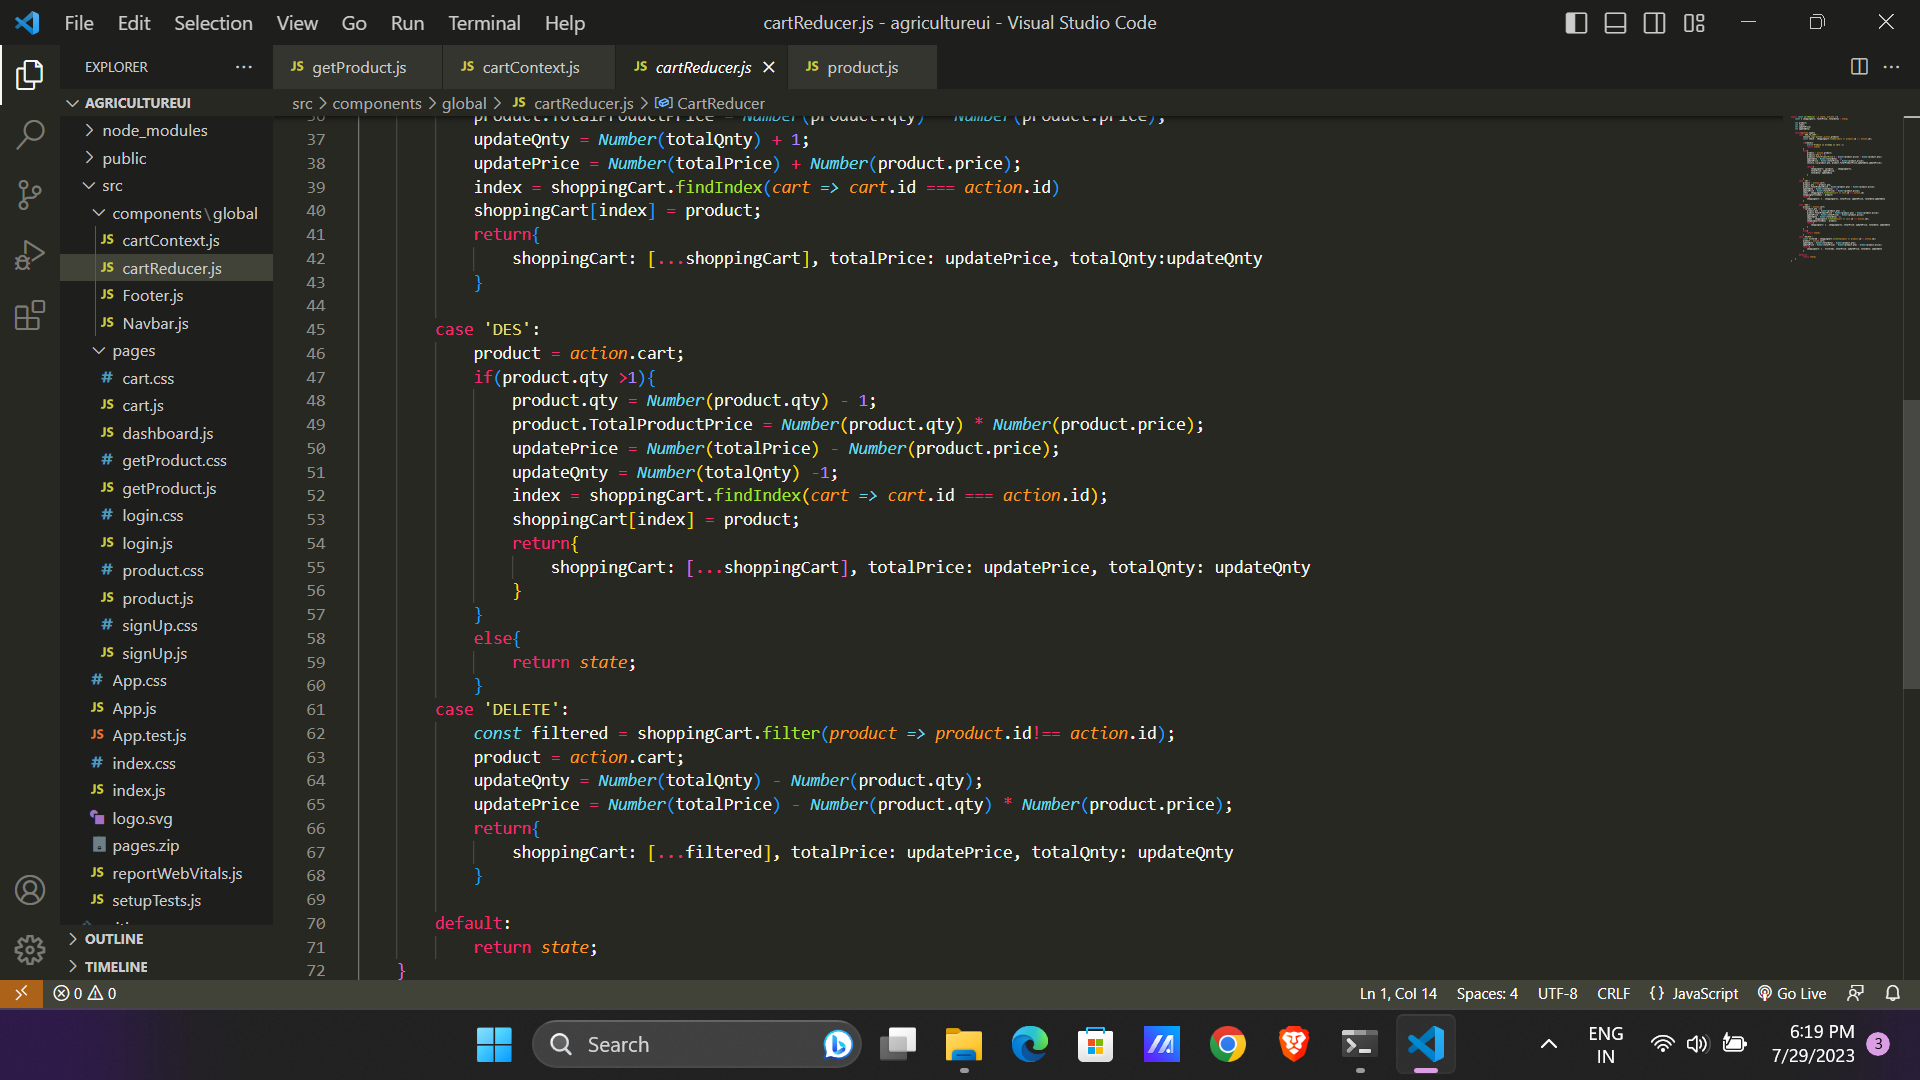 File Edit Selection View Go Run Terminal Help
cartReducer.js - agricultureui - Visual Studio Code
EXPLORER ···
JS getProduct.js
JS cartContext.js
JS cartReducer.js
JS product.js
AGRICULTUREUI
src > components > global > JS cartReducer.js > CartReducer
node_modules
public
src
components\global
JS cartContext.js
JS cartReducer.js
JS Footer.js
JS Navbar.js
pages
# cart.css
JS cart.js
JS dashboard.js
# getProduct.css
JS getProduct.js
# login.css
JS login.js
# product.css
JS product.js
# signUp.css
JS signUp.js
# App.css
JS App.js
JS App.test.js
# index.css
JS index.js
logo.svg
pages.zip
JS reportWebVitals.js
JS setupTests.js
OUTLINE
TIMELINE
37 updateQnty = Number(totalQnty) + 1;
38 updatePrice = Number(totalPrice) + Number(product.price);
39 index = shoppingCart.findIndex(cart => cart.id === action.id)
40 shoppingCart[index] = product;
41 return{
42 shoppingCart: [...shoppingCart], totalPrice: updatePrice, totalQnty:updateQnty
43 }
44
45 case 'DES':
46 product = action.cart;
47 if(product.qty >1){
48 product.qty = Number(product.qty) - 1;
49 product.TotalProductPrice = Number(product.qty) * Number(product.price);
50 updatePrice = Number(totalPrice) - Number(product.price);
51 updateQnty = Number(totalQnty) -1;
52 index = shoppingCart.findIndex(cart => cart.id === action.id);
53 shoppingCart[index] = product;
54 return{
55 shoppingCart: [...shoppingCart], totalPrice: updatePrice, totalQnty: updateQnty
56 }
57 }
58 else{
59 return state;
60 }
61 case 'DELETE':
62 const filtered = shoppingCart.filter(product => product.id!== action.id);
63 product = action.cart;
64 updateQnty = Number(totalQnty) - Number(product.qty);
65 updatePrice = Number(totalPrice) - Number(product.qty) * Number(product.price);
66 return{
67 shoppingCart: [...filtered], totalPrice: updatePrice, totalQnty: updateQnty
68 }
69
70 default:
71 return state;
72 }
0 0
Ln 1, Col 14 Spaces: 4 UTF-8 CRLF {} JavaScript Go Live
Search
ENG
IN
6:19 PM
7/29/2023
3